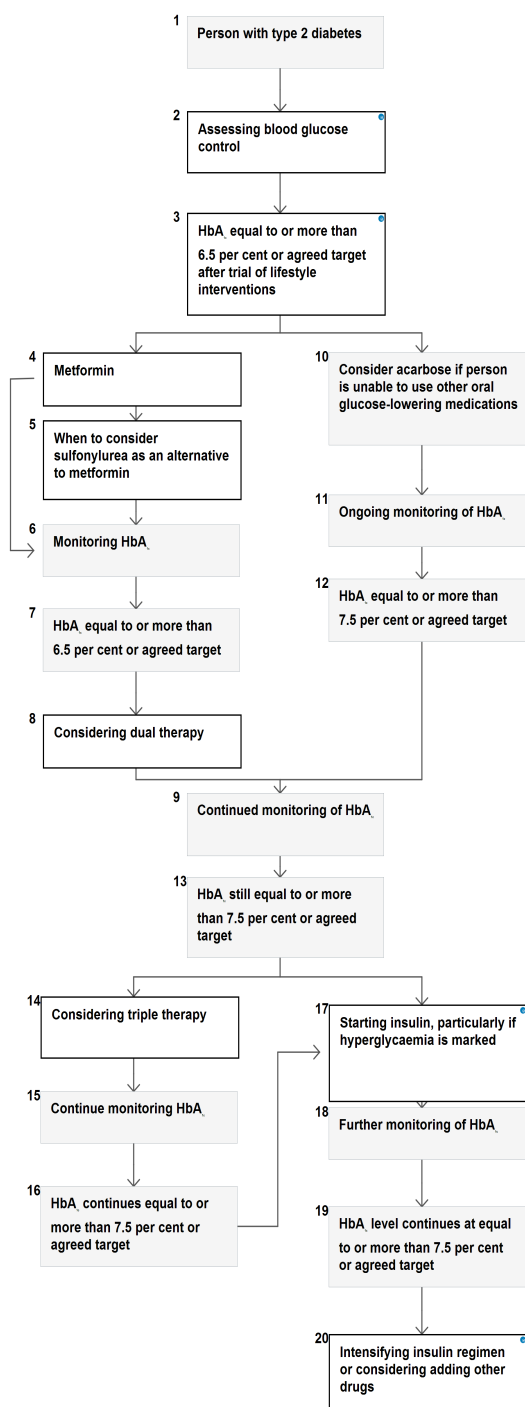 1
Person with type 2 diabetes
2
Assessing blood glucose
control
3
HbA equal to or more than
6.5 per cent or agreed target
after trial of lifestyle
interventions
4
Metformin
5
When to consider
sulfonylurea as an alternative
to metformin
6
Monitoring HbA
7
HbA equal to or more than
6.5 per cent or agreed target
8
Considering dual therapy
10
Consider acarbose if person
is unable to use other oral
glucose-lowering medications
11
Ongoing monitoring of HbA
12
HbA equal to or more than
7.5 per cent or agreed target
9
Continued monitoring of HbA
13
HbA still equal to or more
than 7.5 per cent or agreed
target
14
Considering triple therapy
15
Continue monitoring HbA
16
HbA continues equal to or
more than 7.5 per cent or
agreed target
17
Starting insulin, particularly if
hyperglycaemia is marked
18
Further monitoring of HbA
19
HbA level continues at equal
to or more than 7.5 per cent
or agreed target
20
Intensifying insulin regimen
or considering adding other
drugs